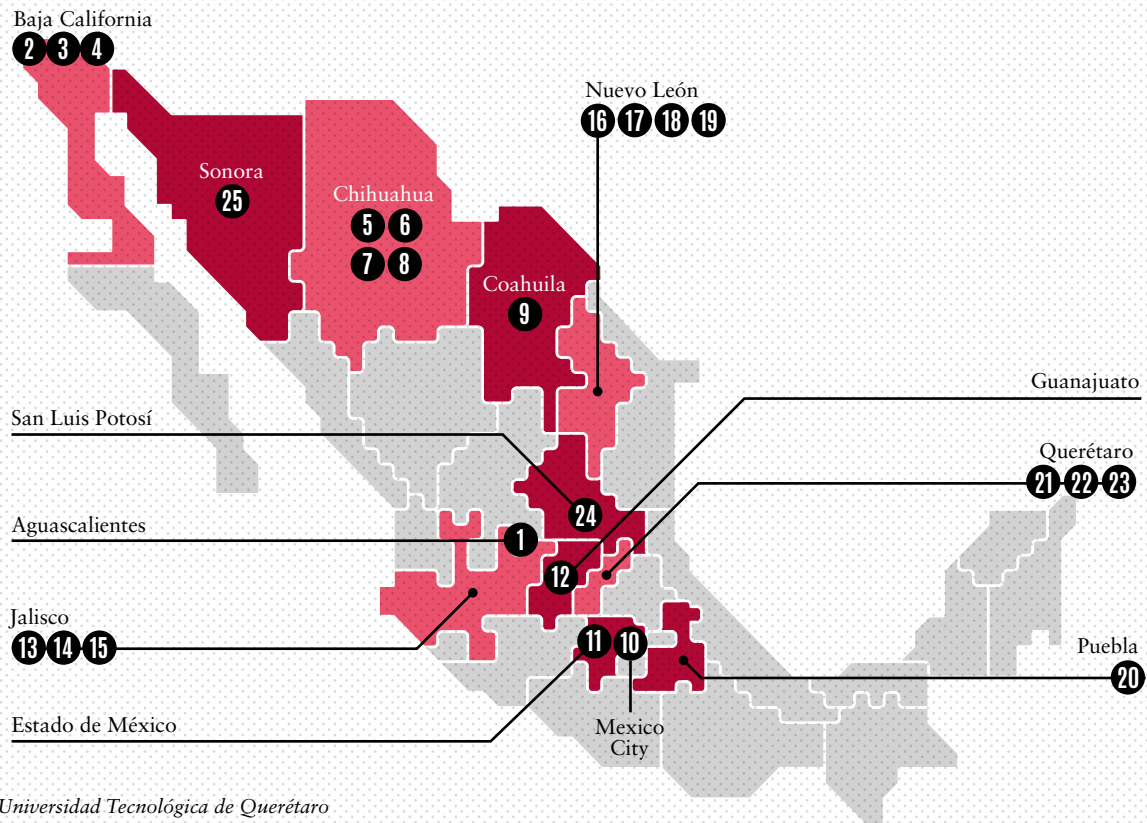 Baja California
2 3 4
Nuevo León
16 17 18 19
Sonora
25
Chihuahua
5 6
7 8
Coahuila
9
Guanajuato
San Luis Potosí
Querétaro
21 22 23
24
Aguascalientes
1
12
Jalisco
13 14 15
11 10
Puebla
20
Estado de México
Mexico
City
Universidad Tecnológica de Querétaro